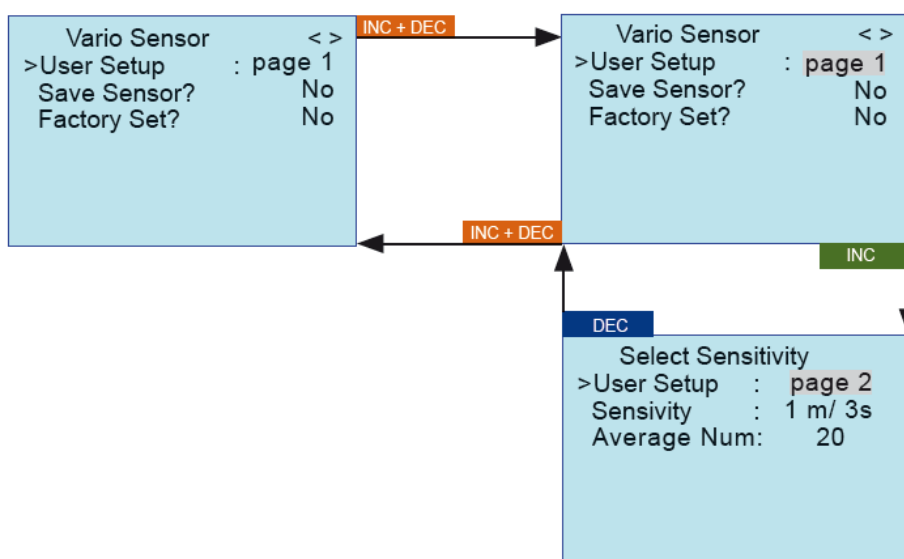 Vario Sensor < >
>User Setup : page 1
Save Sensor? No
Factory Set? No
INC + DEC
Vario Sensor < >
>User Setup : page 1
Save Sensor? No
Factory Set? No
INC + DEC
INC
DEC
Select Sensitivity
>User Setup : page 2
Sensivity : 1 m/ 3s
Average Num: 20